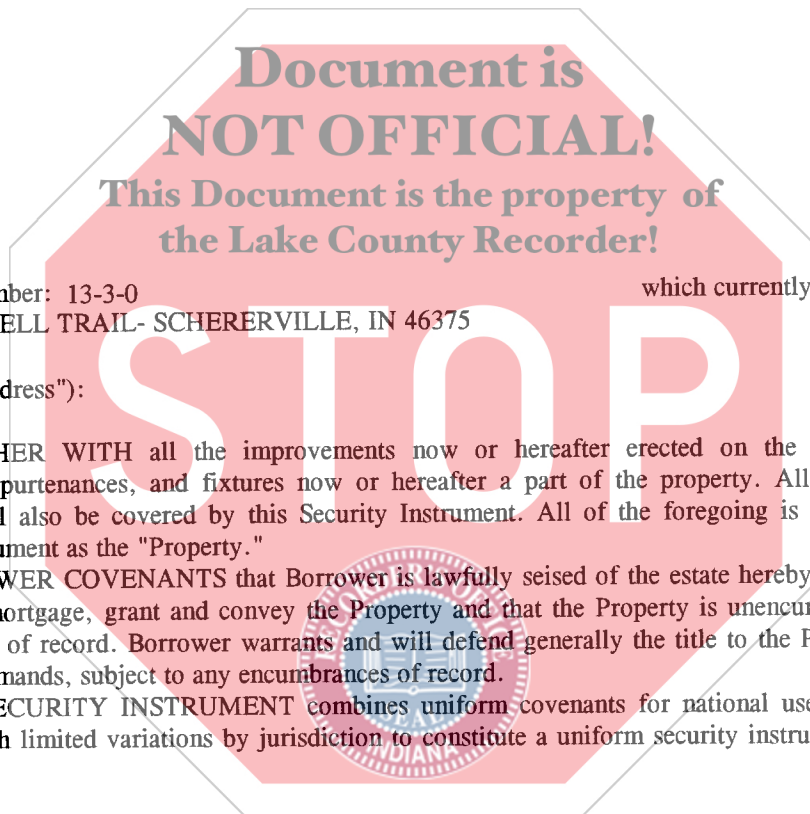 Document is
NOT OFFICIAL!
This Document is the property of
the Lake County Recorder!
nber: 13-3-0 which currently
ELL TRAIL- SCHERERVILLE, IN 46375
dress"):
STOP
HER WITH all the improvements now or hereafter erected on the
purtenances, and fixtures now or hereafter a part of the property. All
l also be covered by this Security Instrument. All of the foregoing is
ument as the "Property."
WER COVENANTS that Borrower is lawfully seised of the estate hereby
nortgage, grant and convey the Property and that the Property is unencu
of record. Borrower warrants and will defend generally the title to the P
mands, subject to any encumbrances of record.
ECURITY INSTRUMENT combines uniform covenants for national use
h limited variations by jurisdiction to constitute a uniform security instru
RECORDER'S OFFICE
SEAL
INDIANA